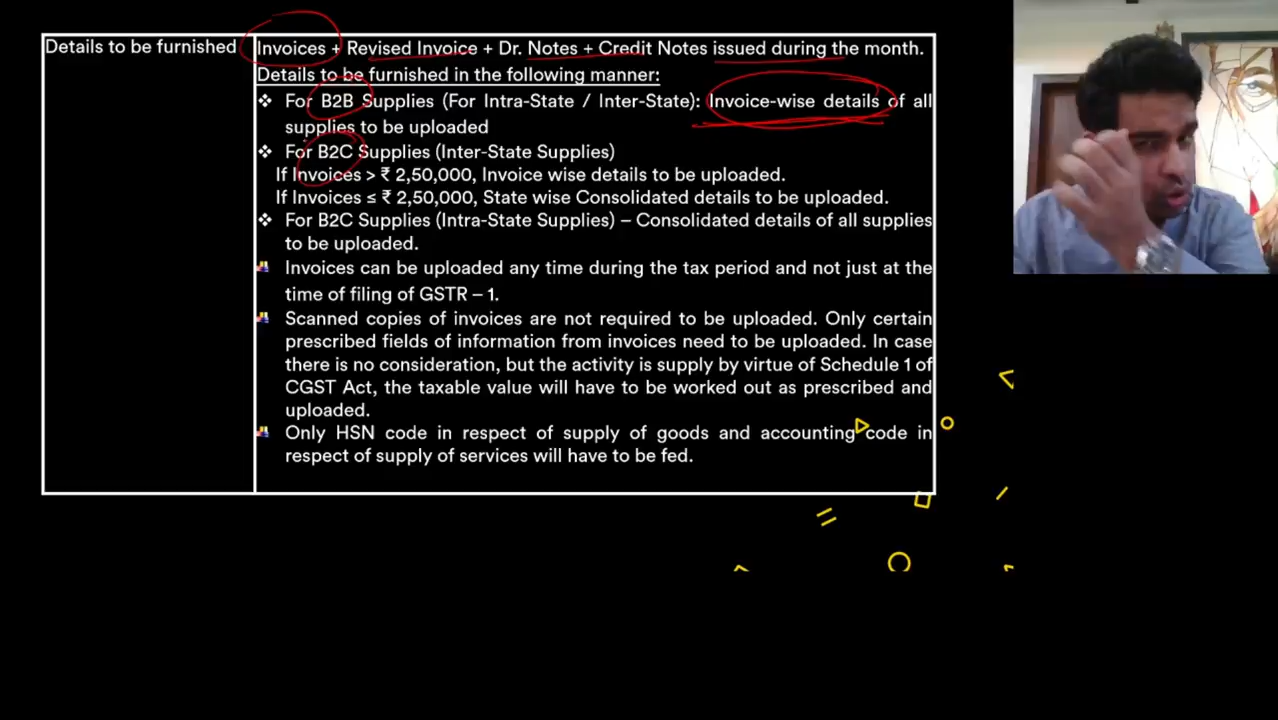 Details to be furnished
Invoices + Revised Invoice + Dr. Notes + Credit Notes issued during the month.
Details to be furnished in the following manner:
❖ For B2B Supplies (For Intra-State / Inter-State): Invoice-wise details of all
supplies to be uploaded
❖ For B2C Supplies (Inter-State Supplies)
If Invoices > ₹ 2,50,000, Invoice wise details to be uploaded.
If Invoices ≤ ₹ 2,50,000, State wise Consolidated details to be uploaded.
❖ For B2C Supplies (Intra-State Supplies) – Consolidated details of all supplies
to be uploaded.
Invoices can be uploaded any time during the tax period and not just at the
time of filing of GSTR – 1.
Scanned copies of invoices are not required to be uploaded. Only certain
prescribed fields of information from invoices need to be uploaded. In case
there is no consideration, but the activity is supply by virtue of Schedule 1 of
CGST Act, the taxable value will have to be worked out as prescribed and
uploaded.
Only HSN code in respect of supply of goods and accounting code in
respect of supply of services will have to be fed.